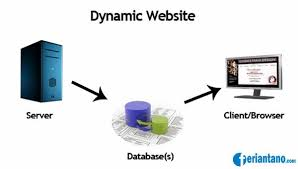 Dynamic Website
Server
Client/Browser
Database(s)
Feriantano.com